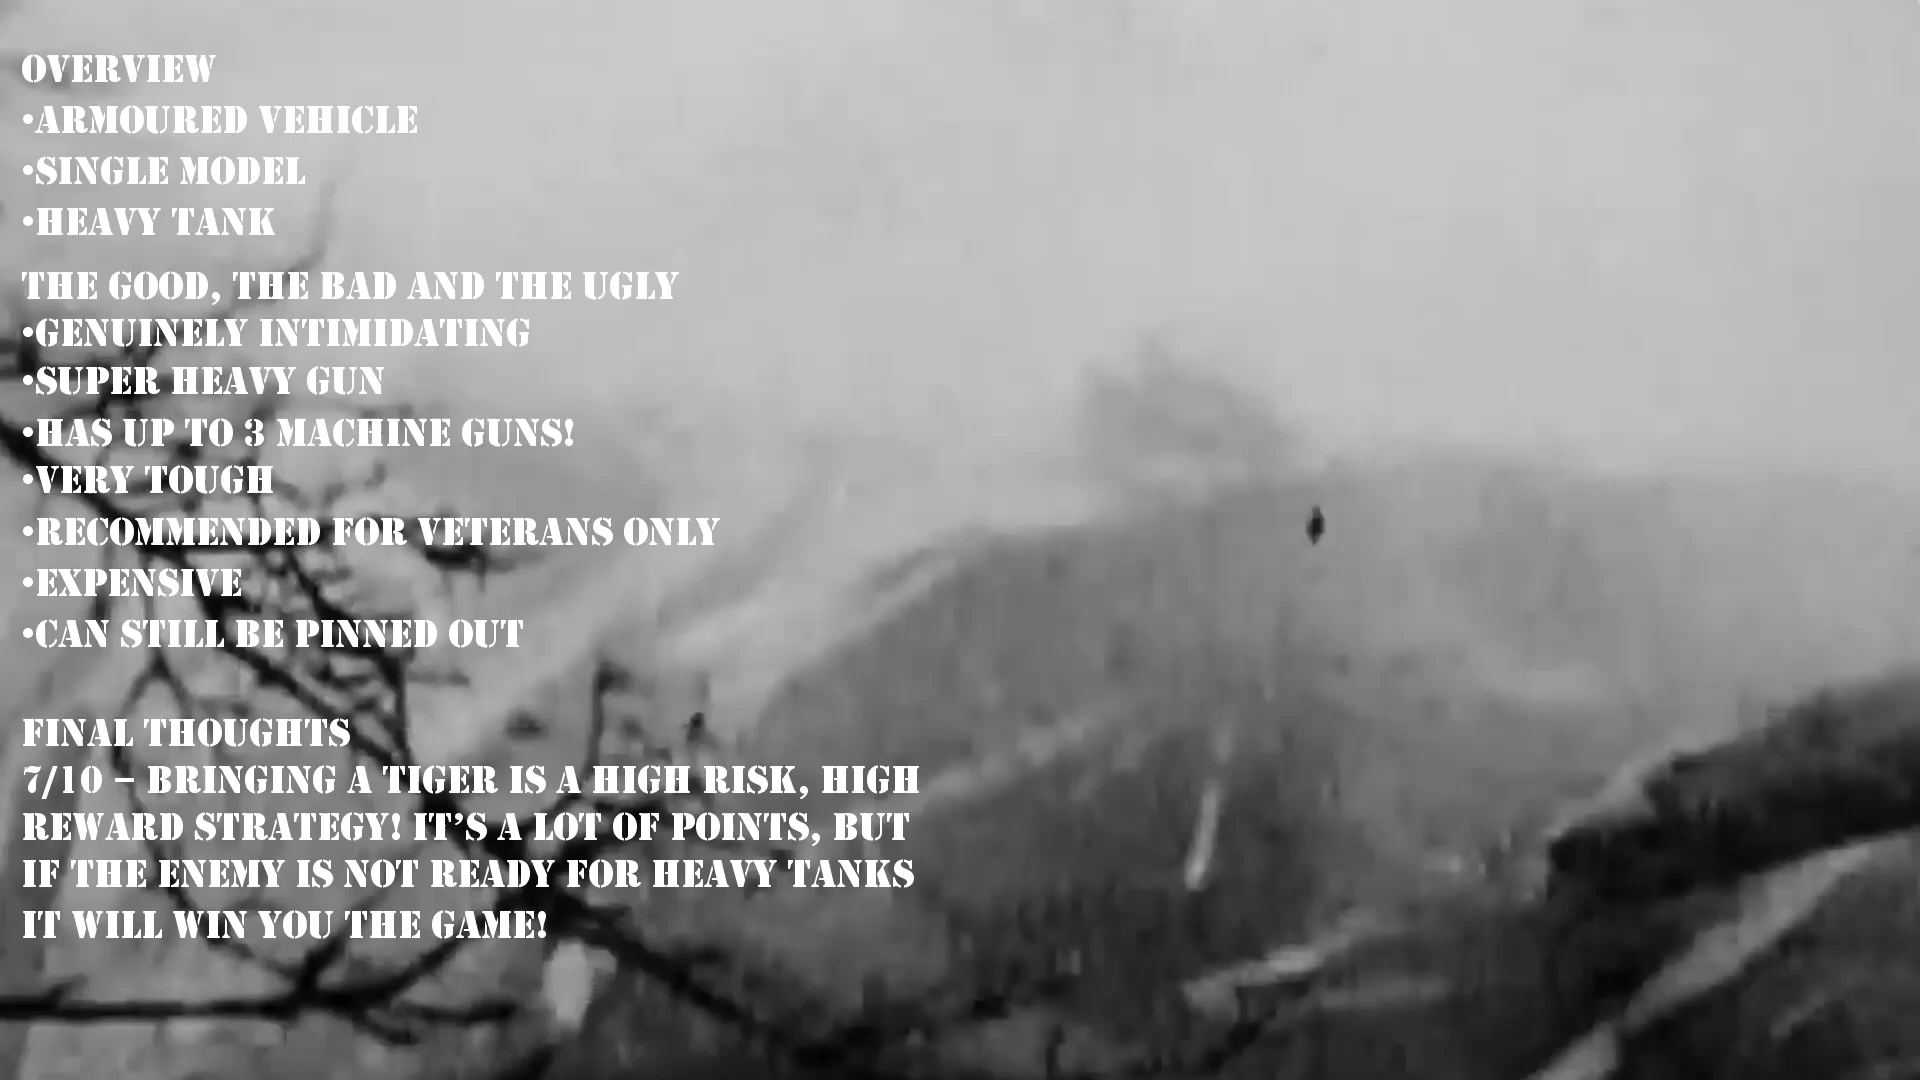 OVERVIEW
•ARMOURED VEHICLE
•SINGLE MODEL
•HEAVY TANK
THE GOOD, THE BAD AND THE UGLY
•GENUINELY INTIMIDATING
•SUPER HEAVY GUN
•HAS UP TO 3 MACHINE GUNS!
•VERY TOUGH
•RECOMMENDED FOR VETERANS ONLY
•EXPENSIVE
•CAN STILL BE PINNED OUT
FINAL THOUGHTS
7/10 – BRINGING A TIGER IS A HIGH RISK, HIGH
REWARD STRATEGY! IT’S A LOT OF POINTS, BUT
IF THE ENEMY IS NOT READY FOR HEAVY TANKS
IT WILL WIN YOU THE GAME!